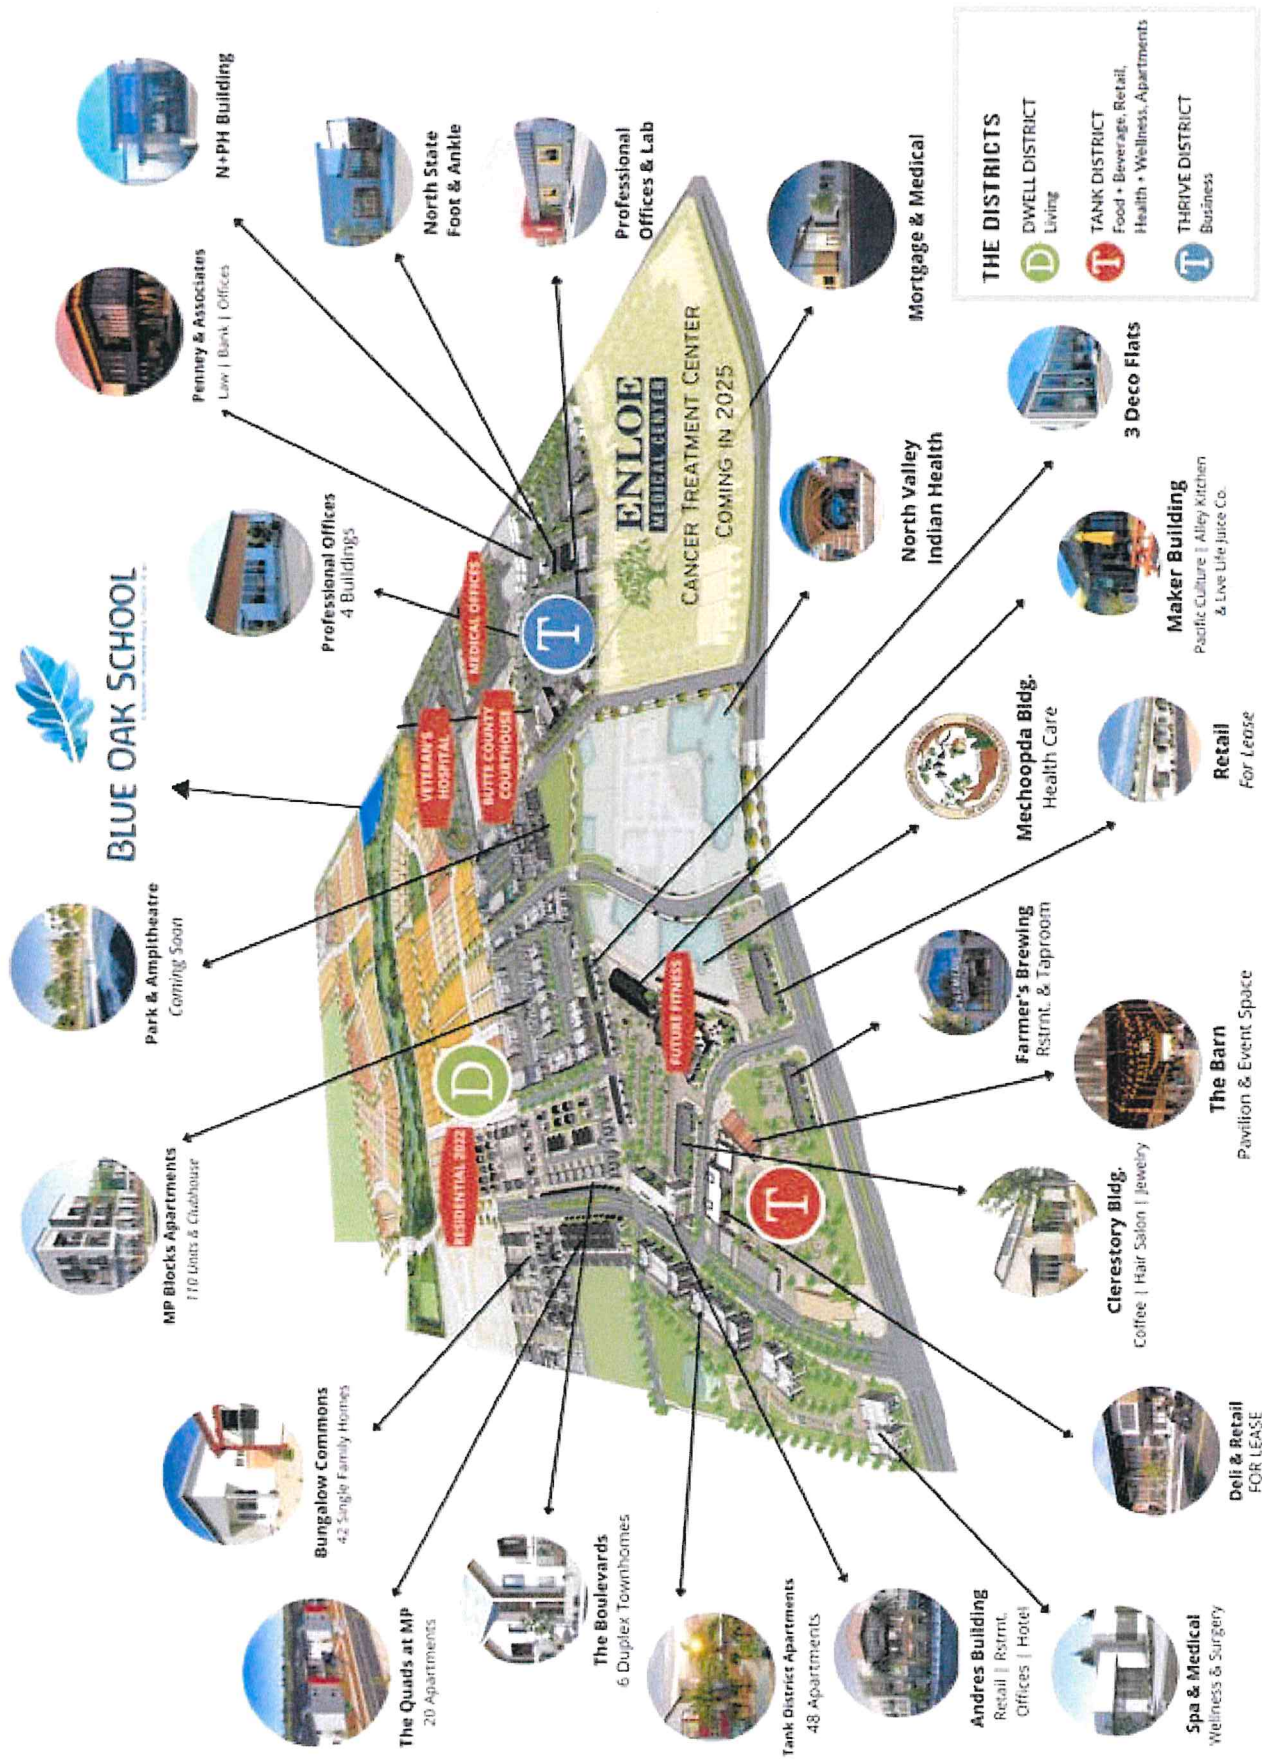 BLUE OAK SCHOOL
N+PH Building
Penney & Associates
Law | Bank | Offices
North State
Foot & Ankle
Professional Offices
4 Buildings
Professional
Offices & Lab
Park & Ampitheatre
Coming Soon
MP Blocks Apartments
110 Units & Clubhouse
Bungalow Commons
42 Single Family Homes
The Quads at MP
20 Apartments
The Boulevards
6 Duplex Townhomes
Tank District Apartments
48 Apartments
Andres Building
Retail | Rstrnt.
Offices | Hotel
Spa & Medical
Wellness & Surgery
Deli & Retail
FOR LEASE
Clerestory Bldg.
Coffee | Hair Salon | Jewelry
The Barn
Pavilion & Event Space
Farmer's Brewing
Rstrnt. & Taproom
Retail
For Lease
Mechoopda Bldg.
Health Care
Maker Building
Pacific Culture | Alley Kitchen
& Live Life Juice Co.
3 Deco Flats
North Valley
Indian Health
Mortgage & Medical
VETERAN'S
HOSPITAL
BUTTE COUNTY
COURTHOUSE
MEDICAL OFFICES
RESIDENTIAL 2022
FUTURE FITNESS
D
T
T
ENLOE
MEDICAL CENTER
CANCER TREATMENT CENTER
COMING IN 2025
THE DISTRICTS
D
DWELL DISTRICT
Living
T
TANK DISTRICT
Food + Beverage, Retail,
Health + Wellness, Apartments
T
THRIVE DISTRICT
Business